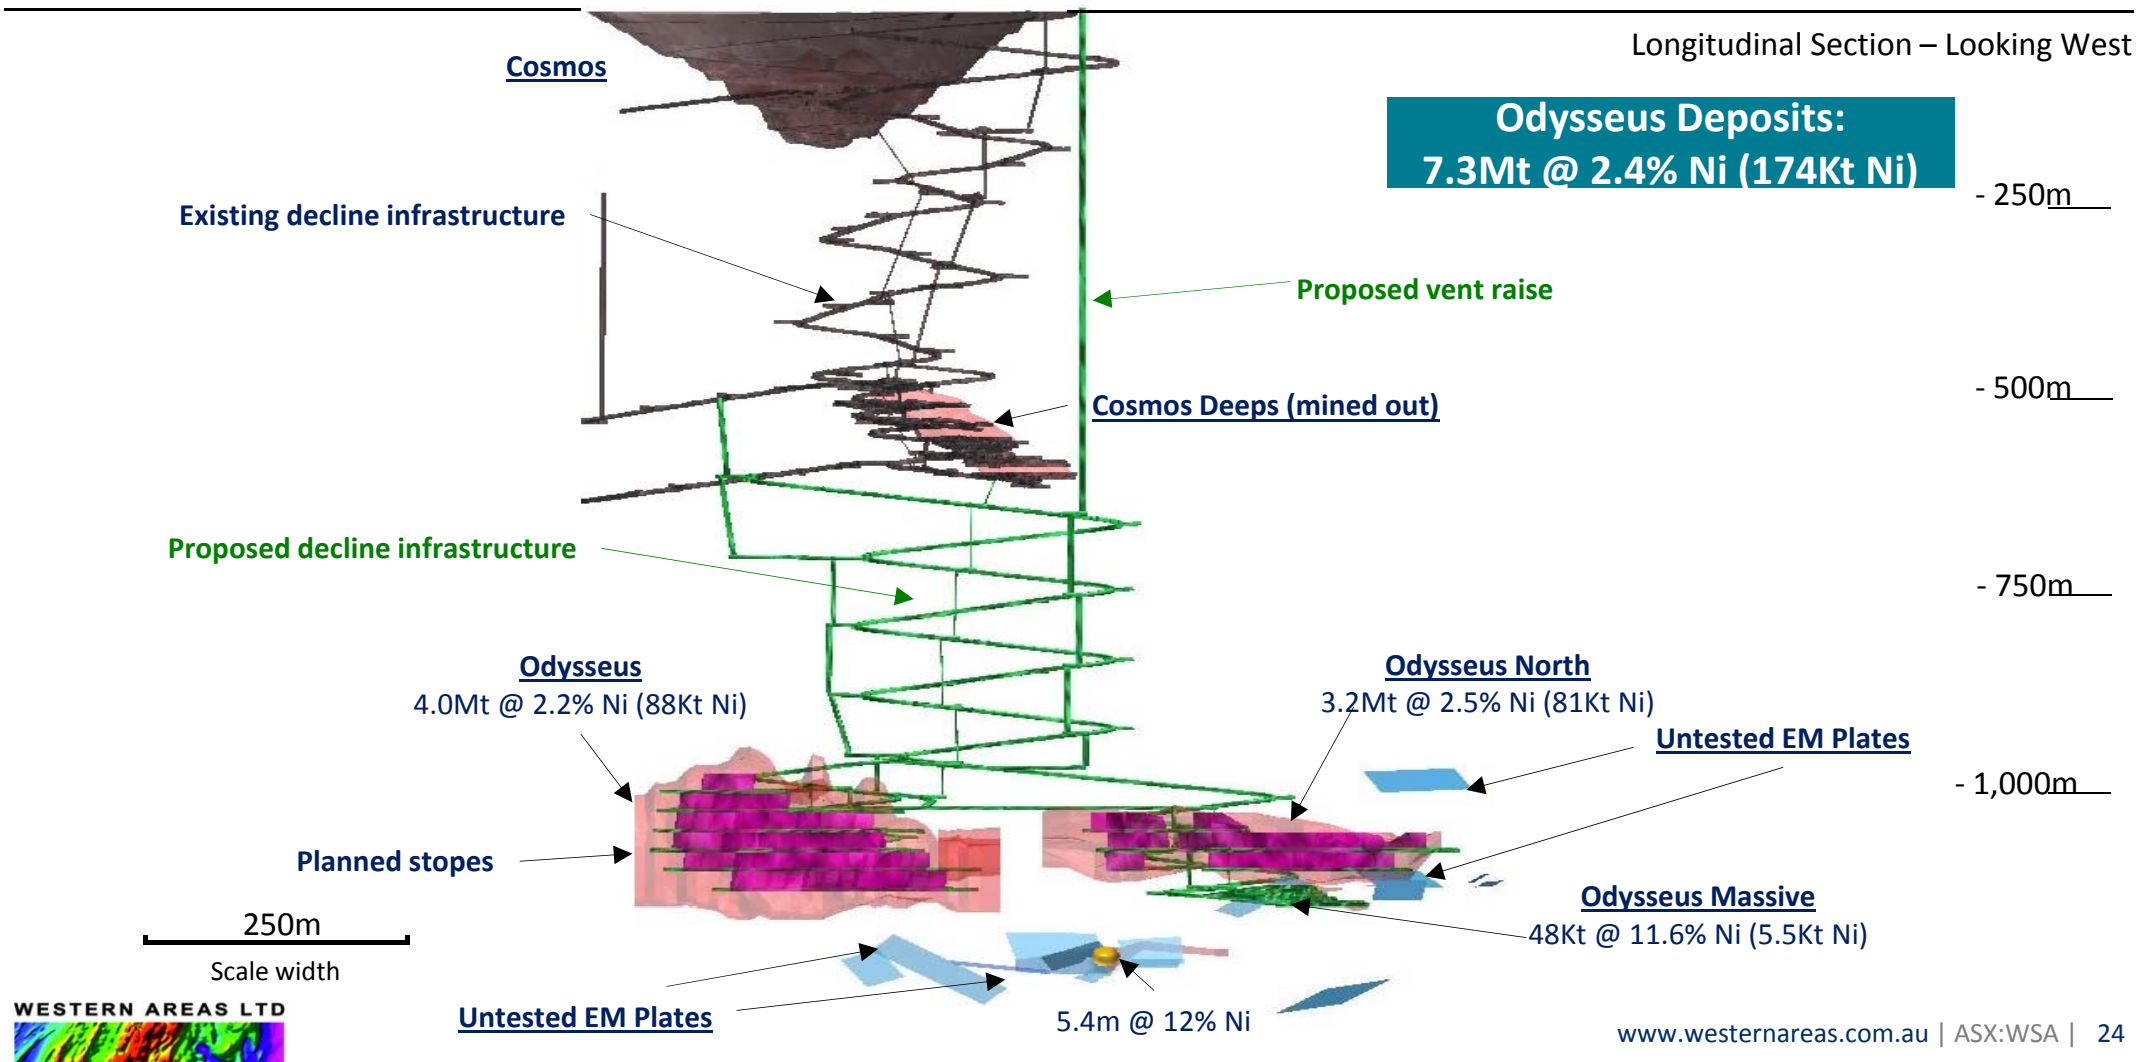 Longitudinal Section – Looking West
Cosmos
Odysseus Deposits:
7.3Mt @ 2.4% Ni (174Kt Ni)
- 250m
Existing decline infrastructure
Proposed vent raise
- 500m
Cosmos Deeps (mined out)
Proposed decline infrastructure
- 750m
Odysseus
4.0Mt @ 2.2% Ni (88Kt Ni)
Odysseus North
3.2Mt @ 2.5% Ni (81Kt Ni)
Untested EM Plates
- 1,000m
Planned stopes
Odysseus Massive
48Kt @ 11.6% Ni (5.5Kt Ni)
250m
Scale width
WESTERN AREAS LTD
Untested EM Plates
5.4m @ 12% Ni
www.westernareas.com.au | ASX:WSA | 24